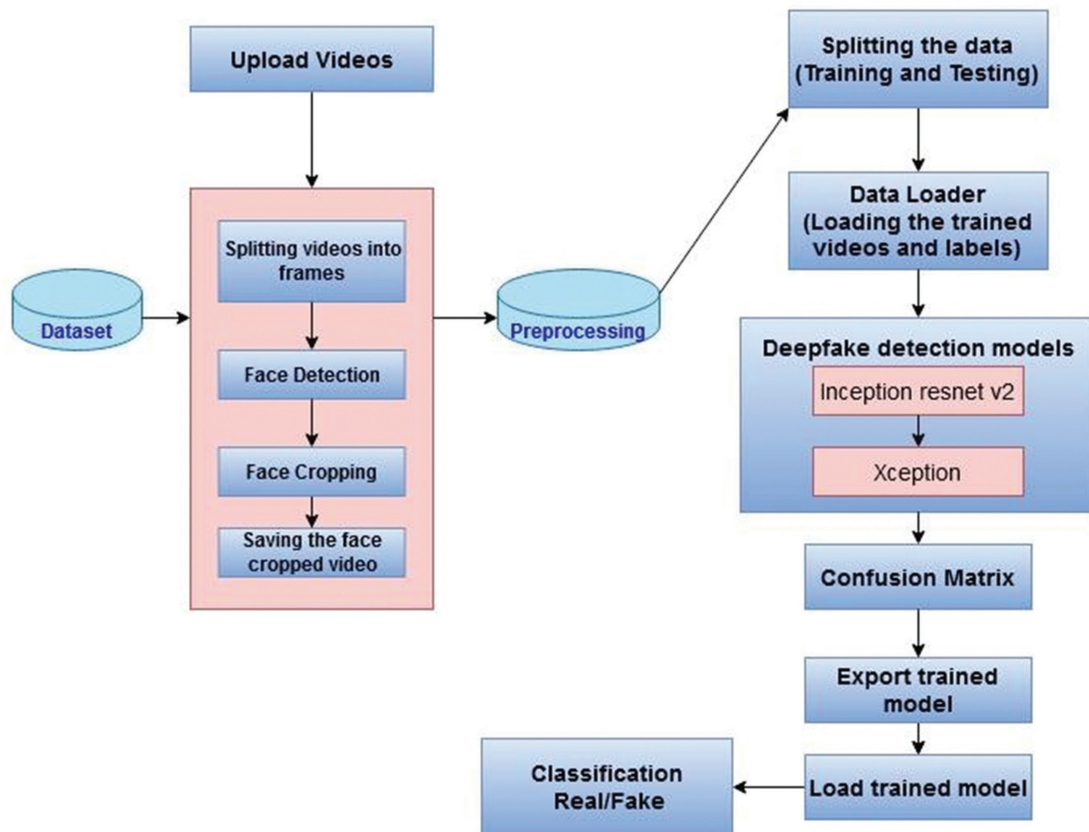 Upload Videos
Splitting videos into
frames
Face Detection
Face Cropping
Saving the face
cropped video
Dataset
Preprocessing
Splitting the data
(Training and Testing)
Data Loader
(Loading the trained
videos and labels)
Deepfake detection models
Inception resnet v2
Xception
Confusion Matrix
Export trained
model
Load trained model
Classification
Real/Fake